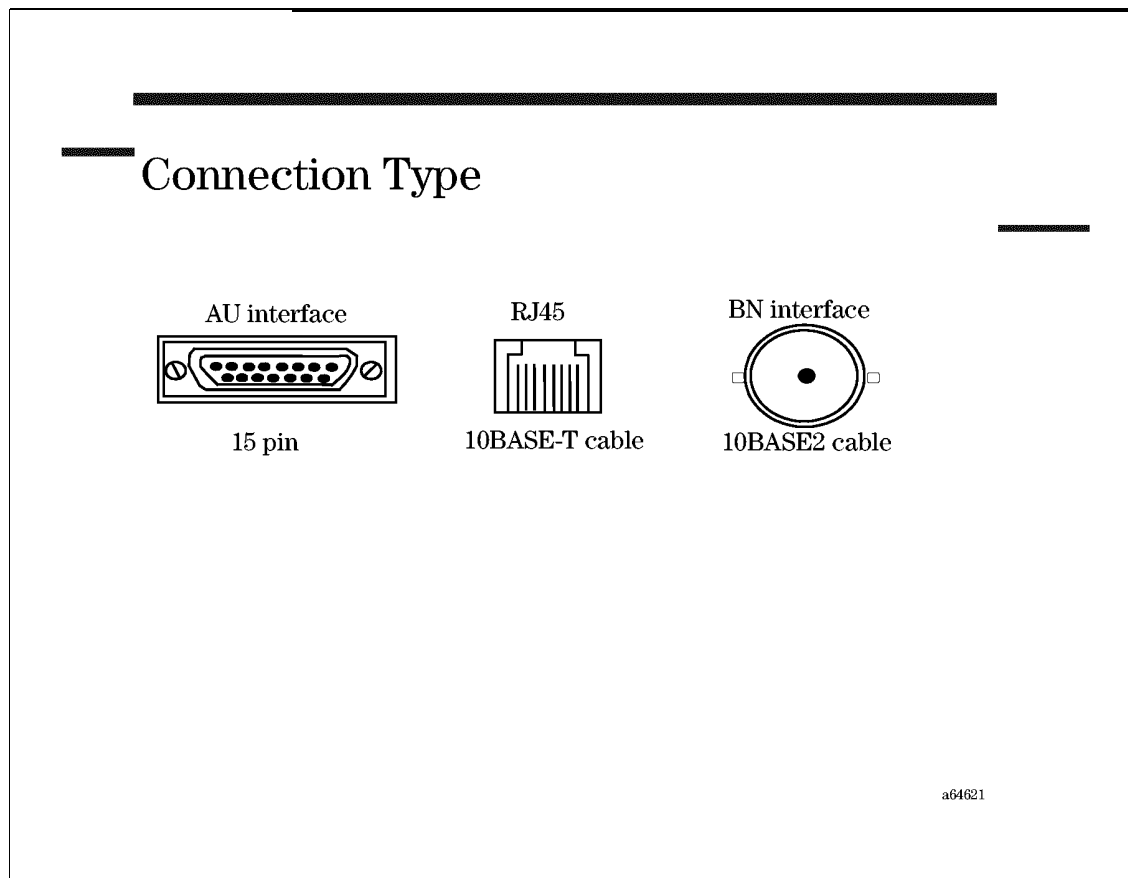 Connection Type
AU interface
RJ45
BN interface
15 pin
10BASE-T cable
10BASE2 cable
a64621